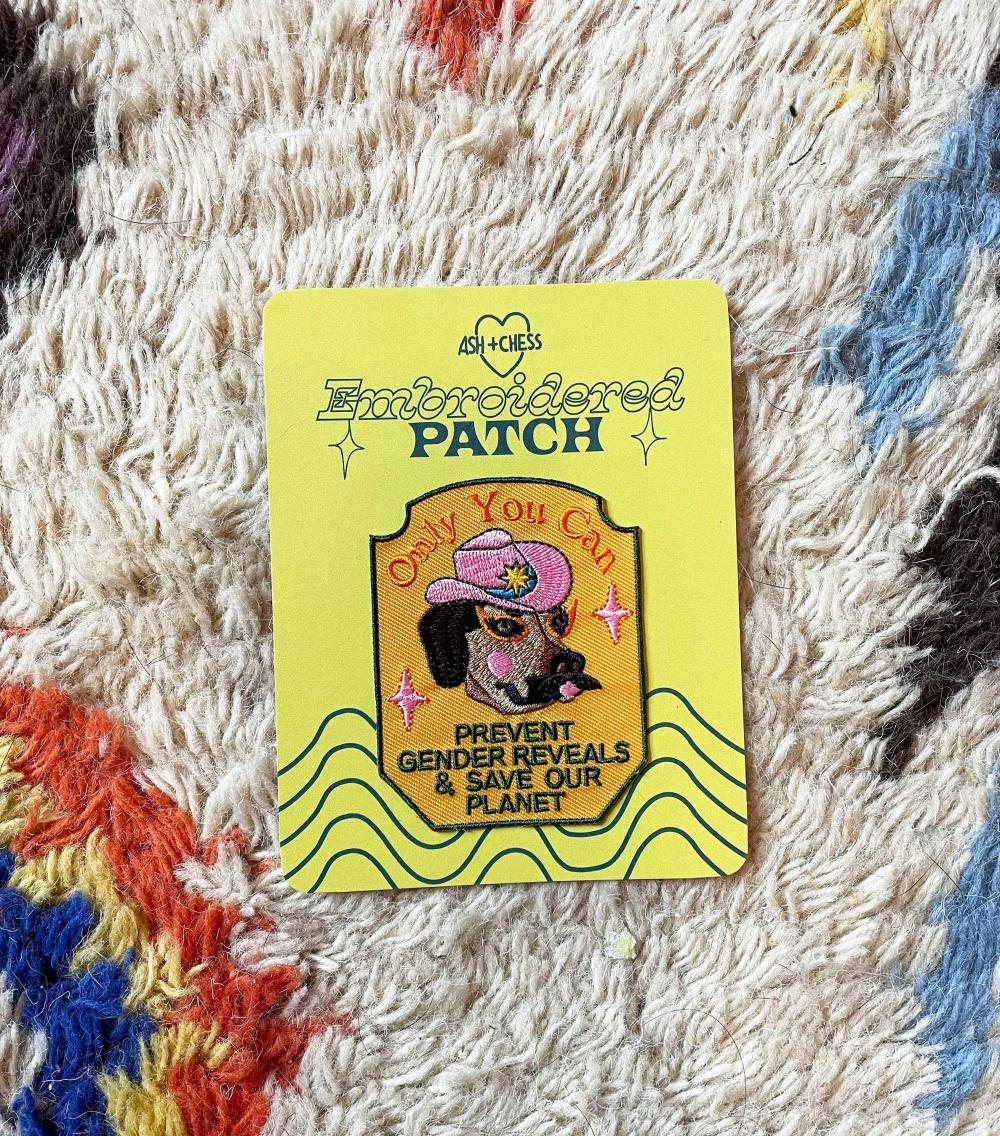 ASH + CHESS
Embroidered
PATCH
Only You Can
PREVENT
GENDER REVEALS
& SAVE OUR
PLANET